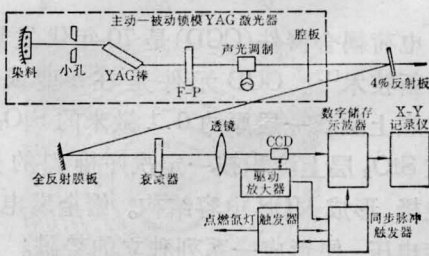 主动—被动锁模YAG激光器
腔板
染料
小孔
YAG棒
F-P
声光调制
4%反射板
全反射膜板
衰减器
透镜
CCD
驱动
放大器
数字储存
示波器
X-Y
记录仪
点燃氙灯
触发器
同步脉冲
触发器